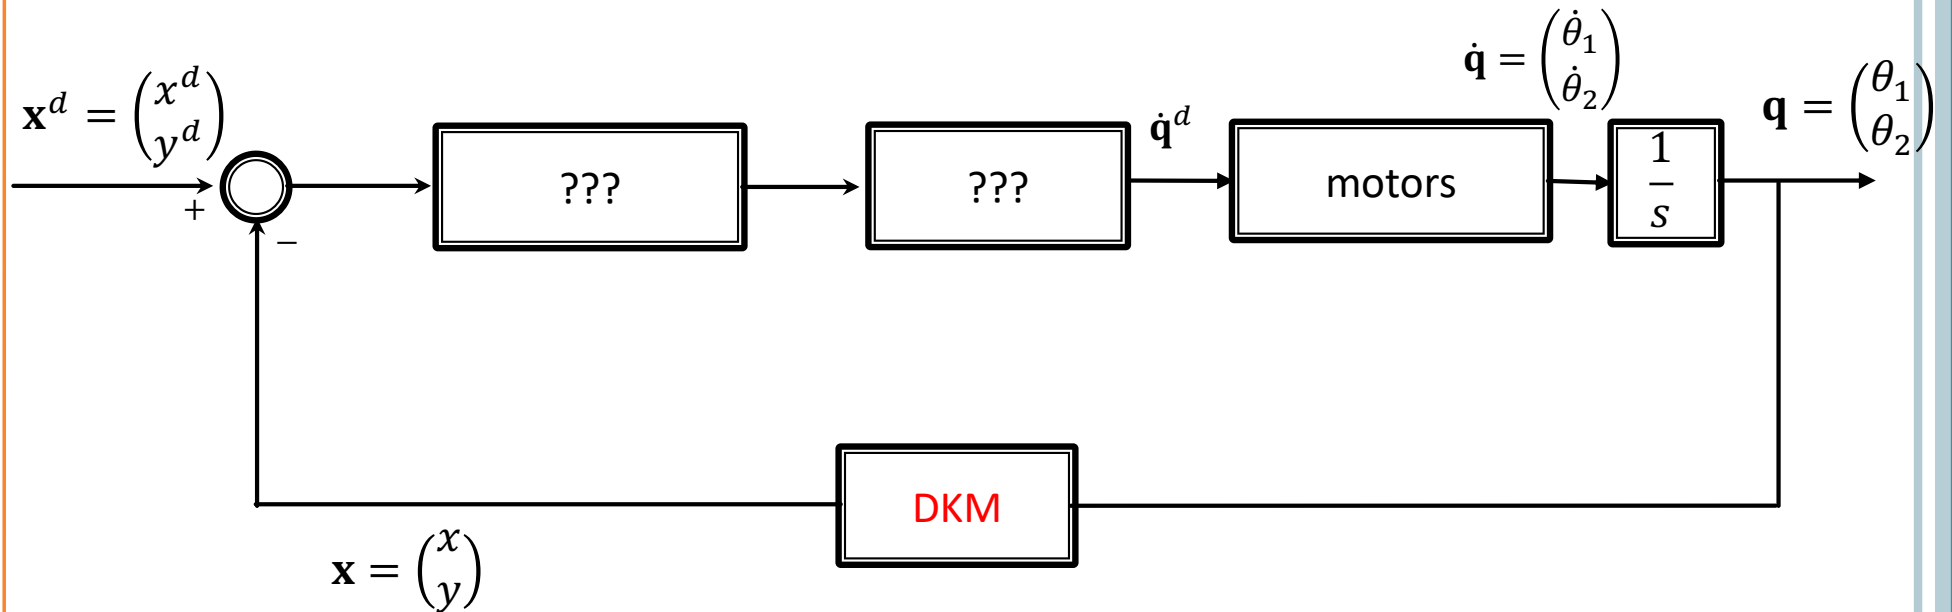 q̇ = (θ̇₁ θ̇₂)
xᵈ = (xᵈ yᵈ)
q = (θ₁ θ₂)
q̇ᵈ
???
???
motors
1/s
+
−
DKM
x = (x y)